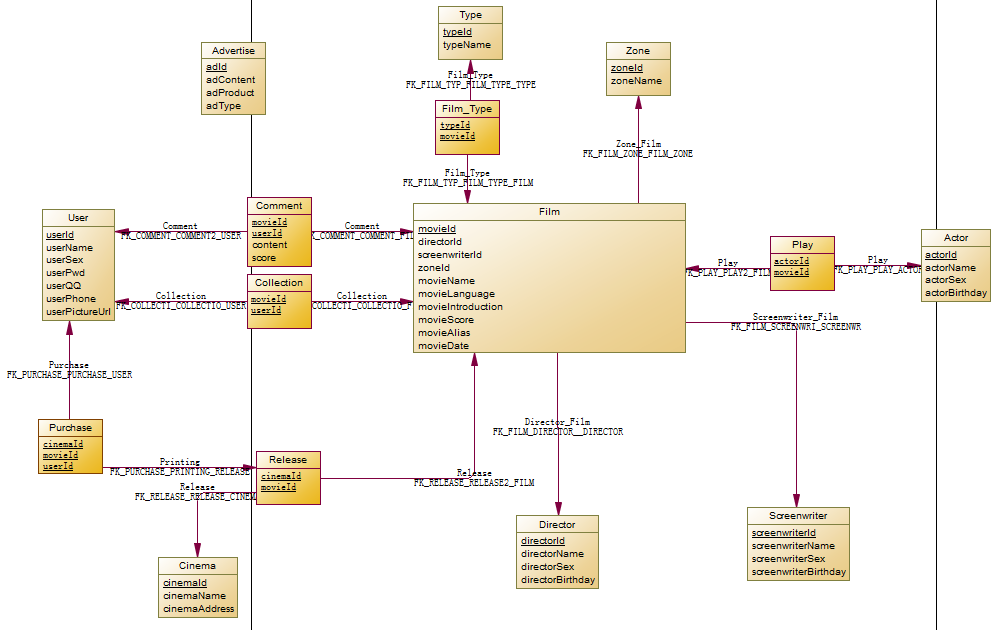 Type
typeId
typeName
Advertise
adId
adContent
adProduct
adType
Zone
zoneId
zoneName
Film_Type
FK_FILM_TYP_FILM_TYPE_TYPE
Film_Type
typeId
movieId
Zone_Film
FK_FILM_ZONE_FILM_ZONE
Film_Type
FK_FILM_TYP_FILM_TYPE_FILM
User
userId
userName
userSex
userPwd
userQQ
userPhone
userPictureUrl
Comment
FK_COMMENT_COMMENT2_USER
Comment
movieId
userId
content
score
Comment
K_COMMENT_COMMENT_FIL
Collection
FK_COLLECTI_COLLECTIO_USER
Collection
movieId
userId
Collection
COLLECTI_COLLECTIO_F
Film
movieId
directorId
screenwriterId
zoneId
movieName
movieLanguage
movieIntroduction
movieScore
movieAlias
movieDate
Play
K_PLAY_PLAY2_FILM
Play
actorId
movieId
Play
FK_PLAY_PLAY_ACTOR
Actor
actorId
actorName
actorSex
actorBirthday
Screenwriter_Film
FK_FILM_SCREENWRI_SCREENWR
Purchase
FK_PURCHASE_PURCHASE_USER
Purchase
cinemaId
movieId
userId
Printing
FK_PURCHASE_PRINTING_RELEASE
Release
cinemaId
movieId
Release
FK_RELEASE_RELEASE_CINEM
Release
FK_RELEASE_RELEASE2_FILM
Director_Film
FK_FILM_DIRECTOR__DIRECTOR
Cinema
cinemaId
cinemaName
cinemaAddress
Director
directorId
directorName
directorSex
directorBirthday
Screenwriter
screenwriterId
screenwriterName
screenwriterSex
screenwriterBirthday